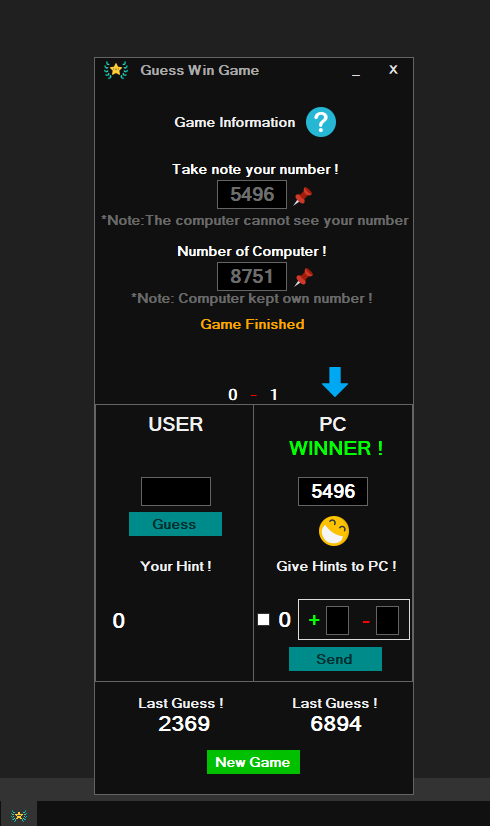 Guess Win Game _ X
Game Information ?
Take note your number !
5496
*Note:The computer cannot see your number
Number of Computer !
8751
*Note: Computer kept own number !
Game Finished
0 - 1
USER
PC
WINNER !
5496
Guess
Your Hint !
Give Hints to PC !
0
0 + -
Send
Last Guess !
Last Guess !
2369
6894
New Game